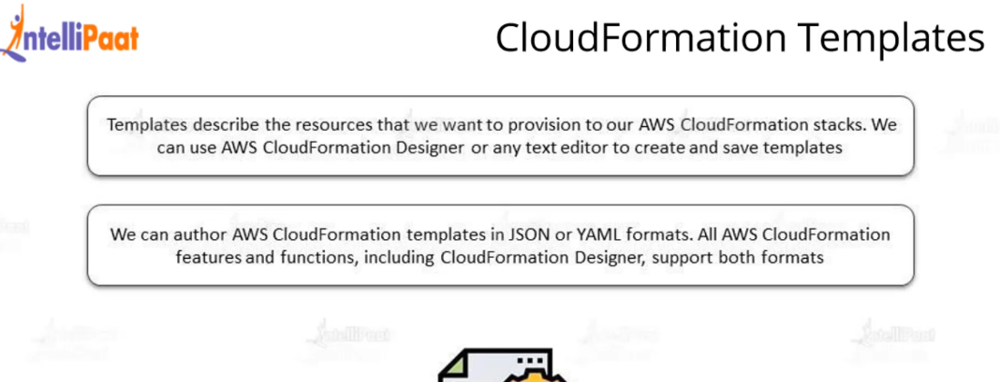 IntelliPaat
CloudFormation Templates
Templates describe the resources that we want to provision to our AWS CloudFormation stacks. We
can use AWS CloudFormation Designer or any text editor to create and save templates
We can author AWS CloudFormation templates in JSON or YAML formats. All AWS CloudFormation
features and functions, including CloudFormation Designer, support both formats
IntelliPaat
IntelliPaat